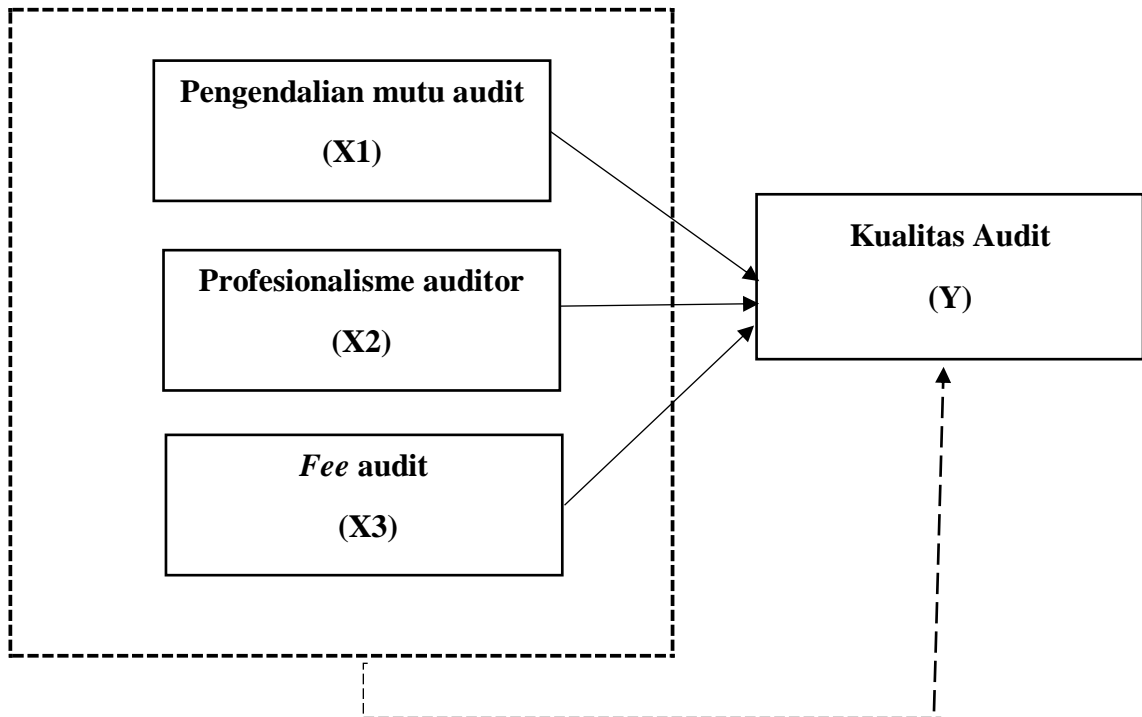 Pengendalian mutu audit
(X1)
Profesionalisme auditor
(X2)
Fee audit
(X3)
Kualitas Audit
(Y)